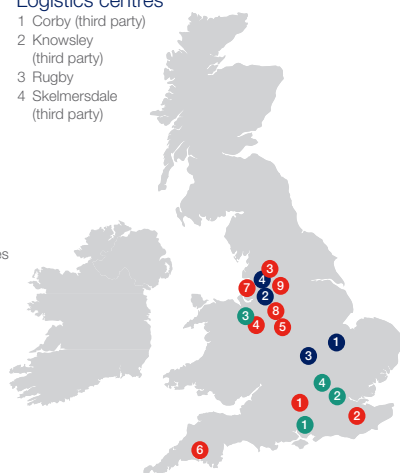 Logistics centres
1 Corby (third party)
2 Knowsley
(third party)
3 Rugby
4 Skelmersdale
(third party)
es
3
4
7
9
2
3
8
4
5
1
3
4
2
1
2
1
6